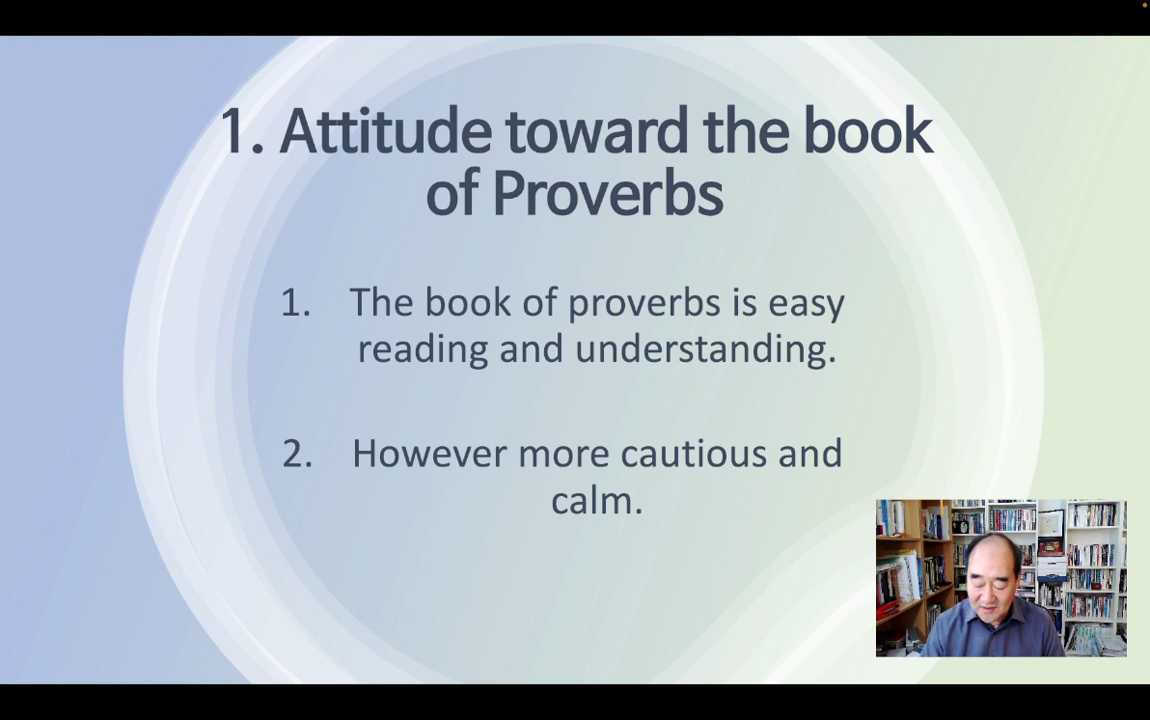 1. Attitude toward the book
of Proverbs
1. The book of proverbs is easy
reading and understanding.
2. However more cautious and
calm.